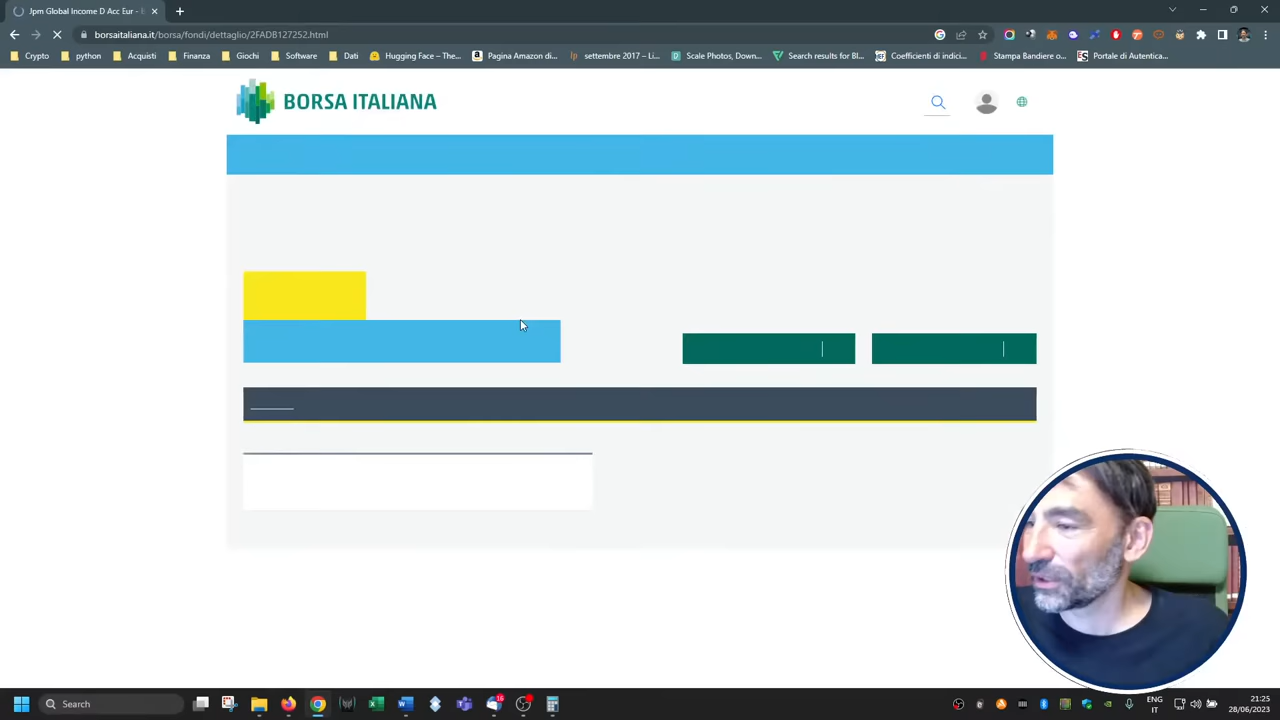 Jpm Global Income D Acc Eur - B
borsaitaliana.it/borsa/fondi/dettaglio/2FADB127252.html
Crypto
python
Acquisti
Finanza
Giochi
Software
Dati
Hugging Face – The...
Pagina Amazon di...
settembre 2017 – Li...
Scale Photos, Down...
Search results for Bl...
Coefficienti di indici...
Stampa Bandiere o...
Portale di Autentica...
BORSA ITALIANA
Search
16
ENG
IT
21:25
28/06/2023